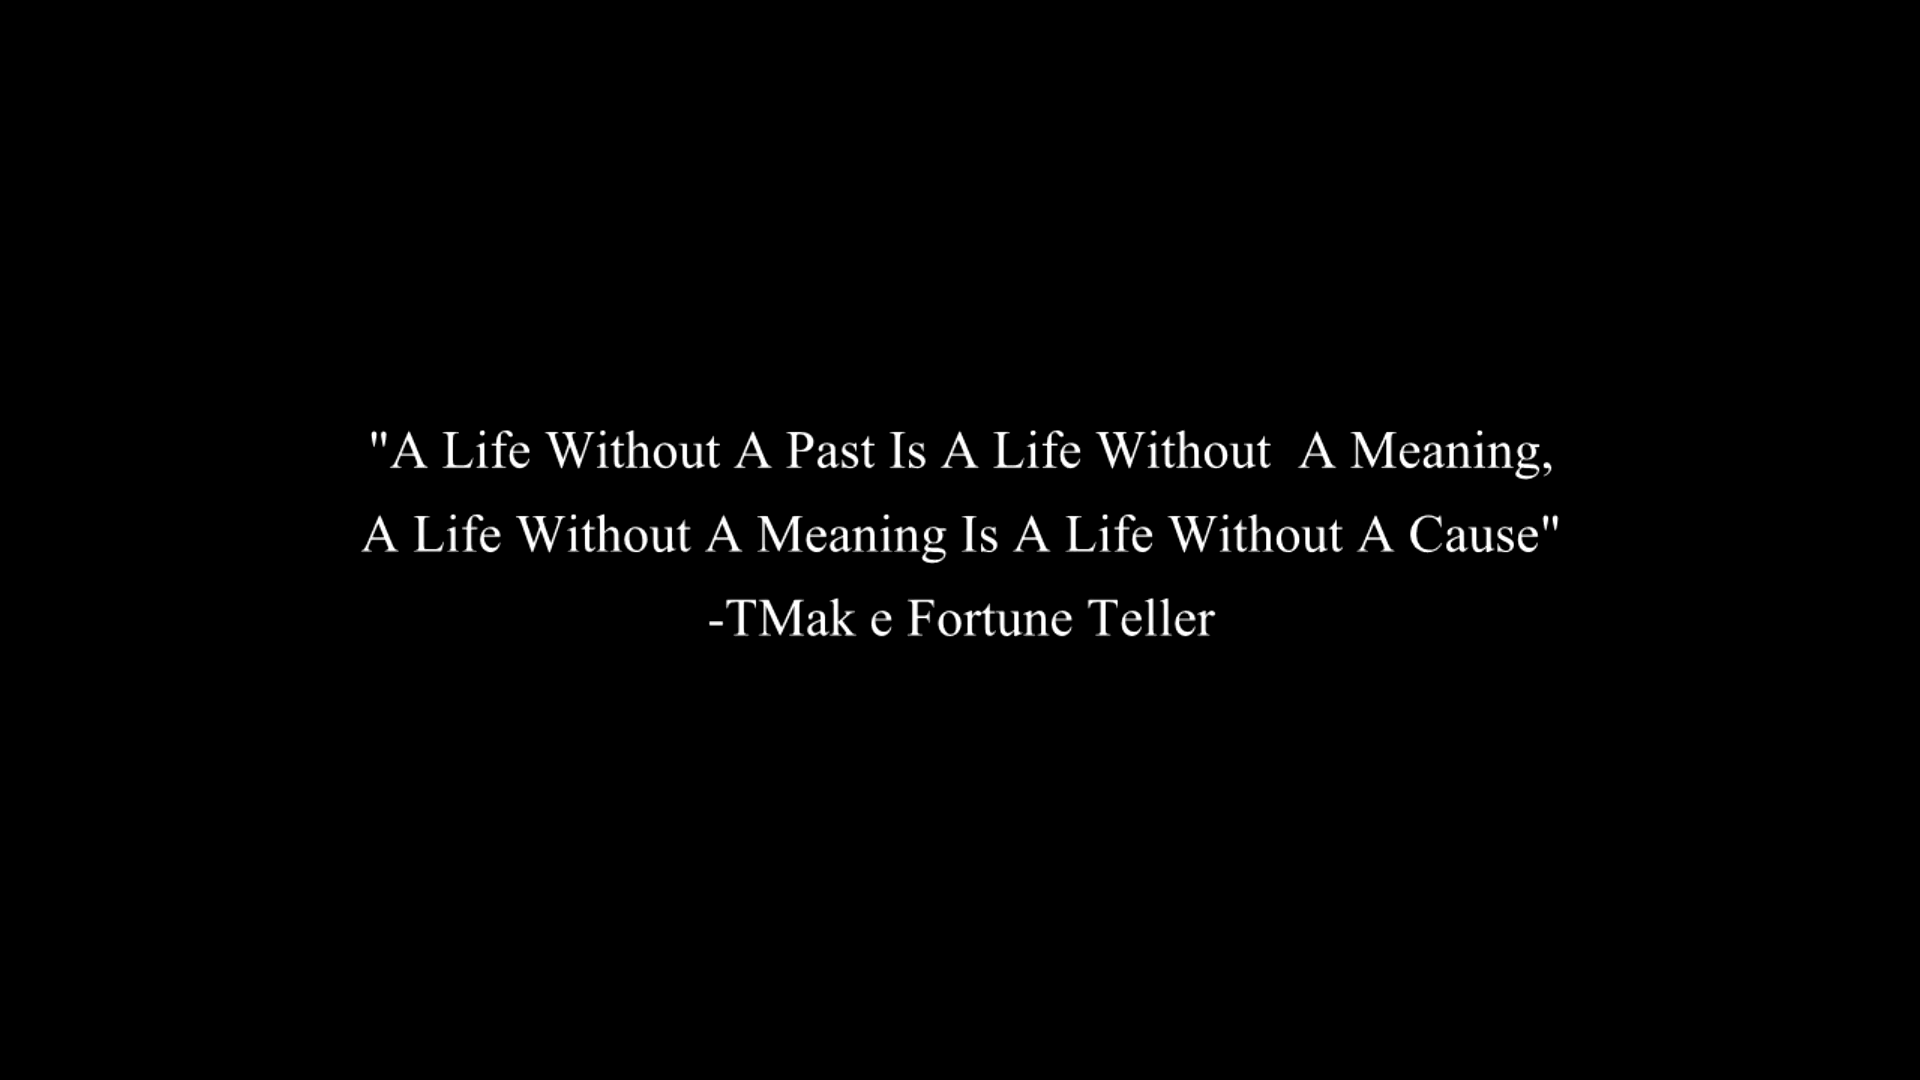 "A Life Without A Past Is A Life Without  A Meaning,
A Life Without A Meaning Is A Life Without A Cause"
-TMak e Fortune Teller